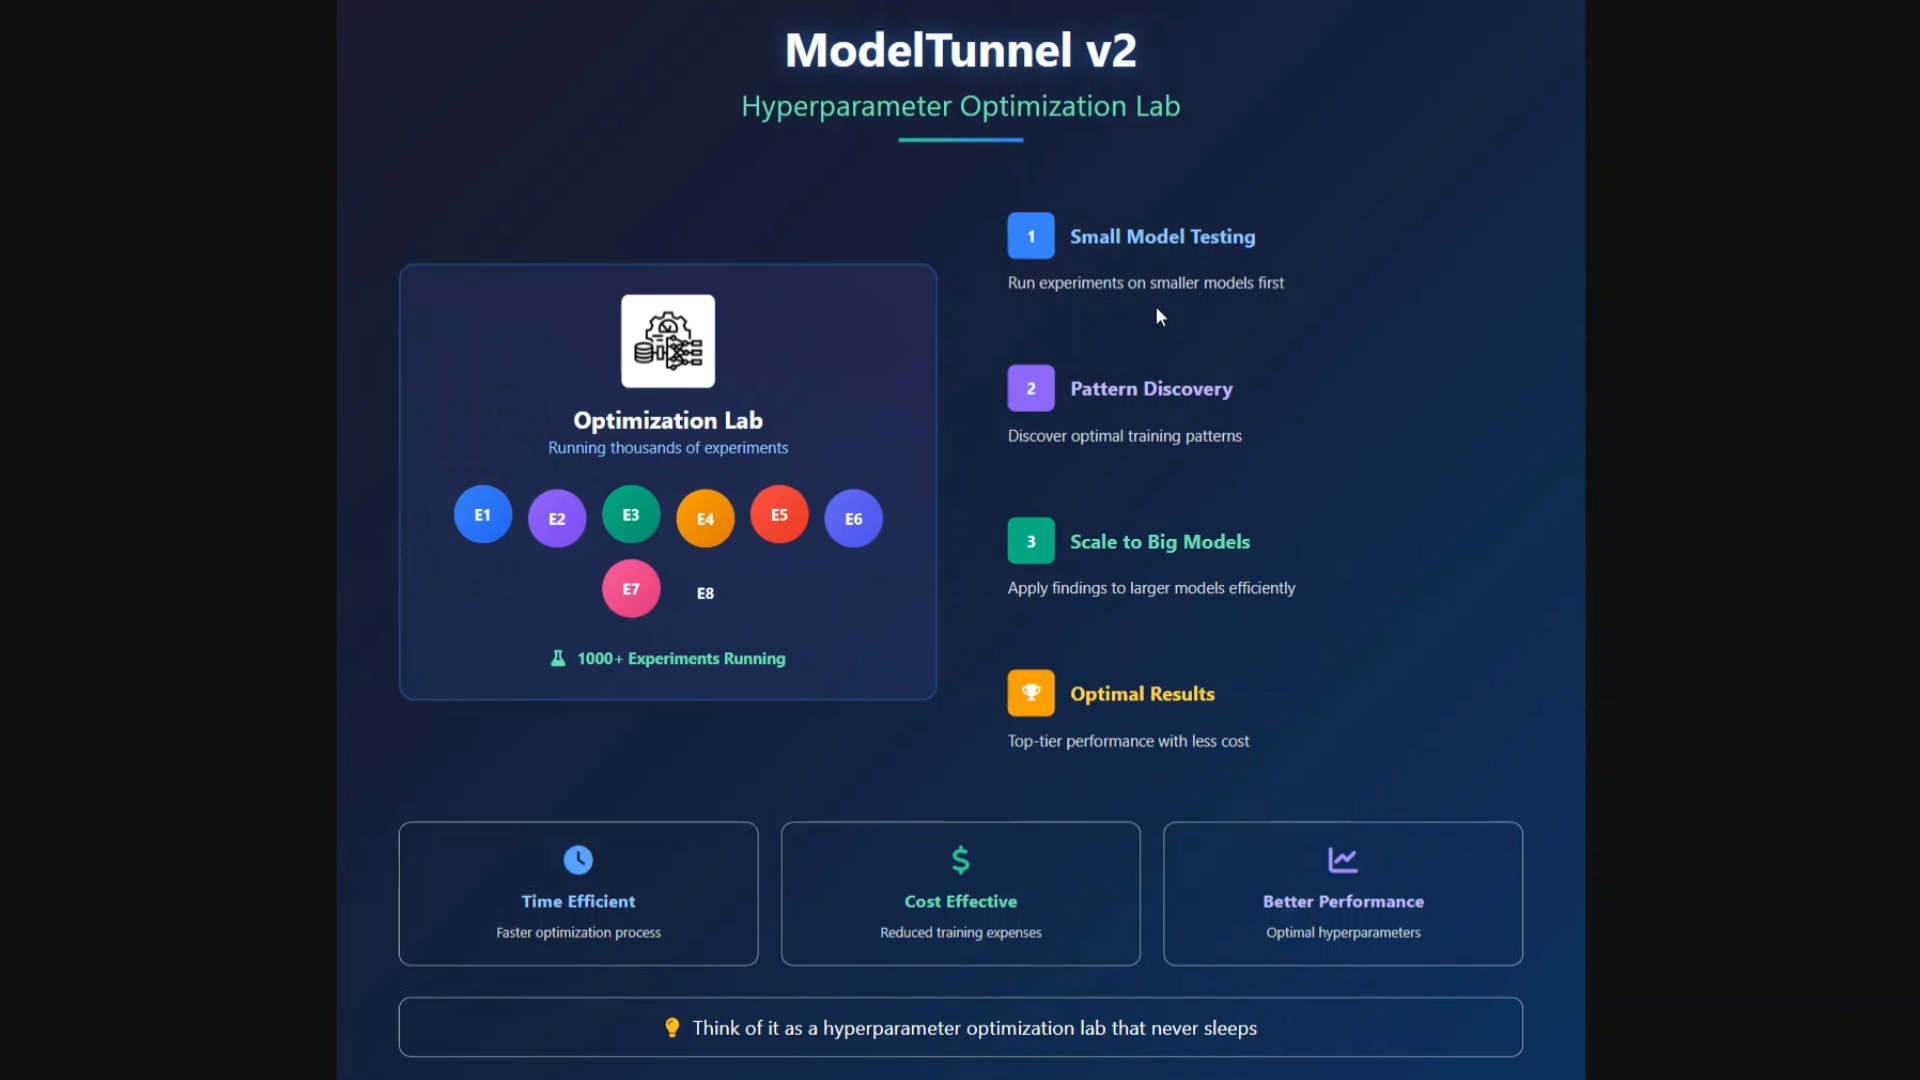 ModelTunnel v2
Hyperparameter Optimization Lab
Optimization Lab
Running thousands of experiments
E1 E2 E3 E4 E5 E6
E7 E8
1000+ Experiments Running
1 Small Model Testing
Run experiments on smaller models first
2 Pattern Discovery
Discover optimal training patterns
3 Scale to Big Models
Apply findings to larger models efficiently
Optimal Results
Top-tier performance with less cost
Time Efficient
Faster optimization process
$
Cost Effective
Reduced training expenses
Better Performance
Optimal hyperparameters
Think of it as a hyperparameter optimization lab that never sleeps